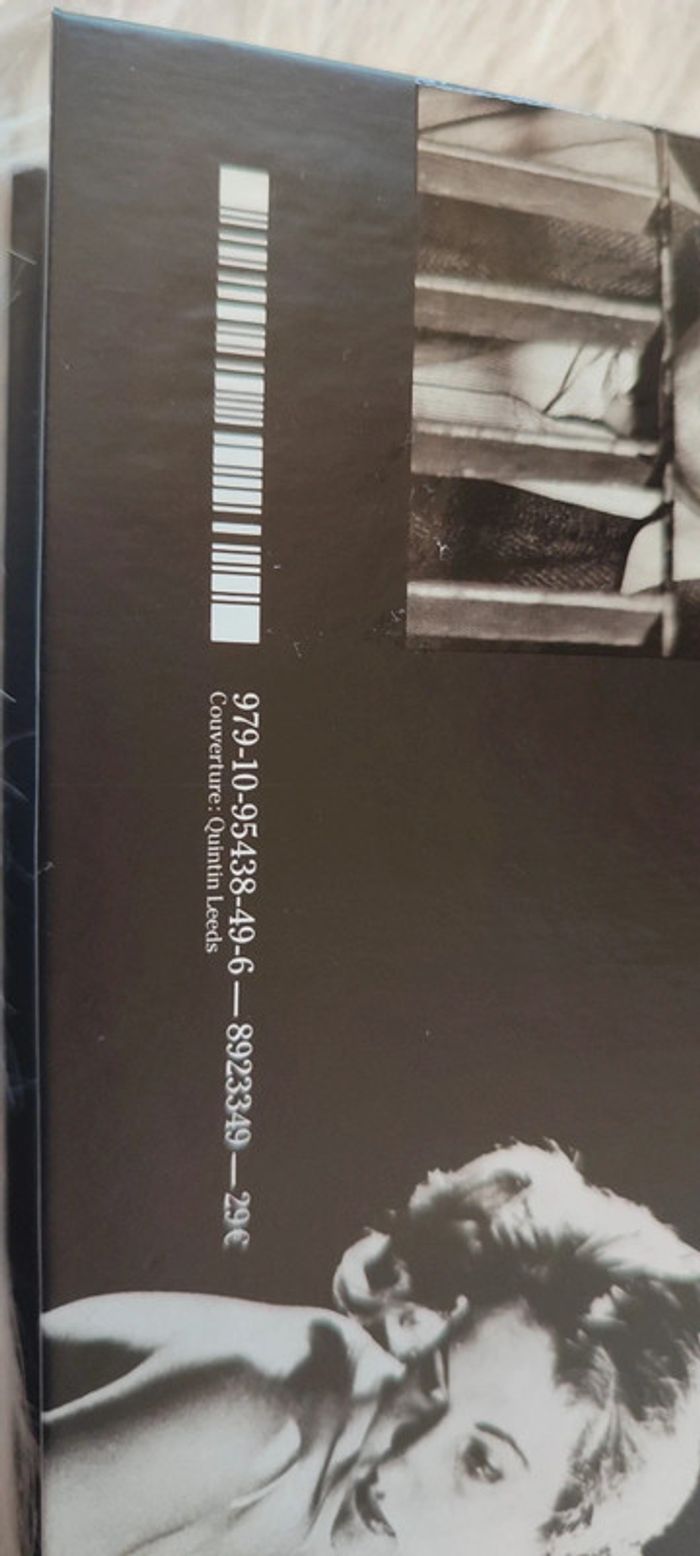 979-10-95438-49-6 — 8923349 — 29€
Couverture: Quintin Leeds